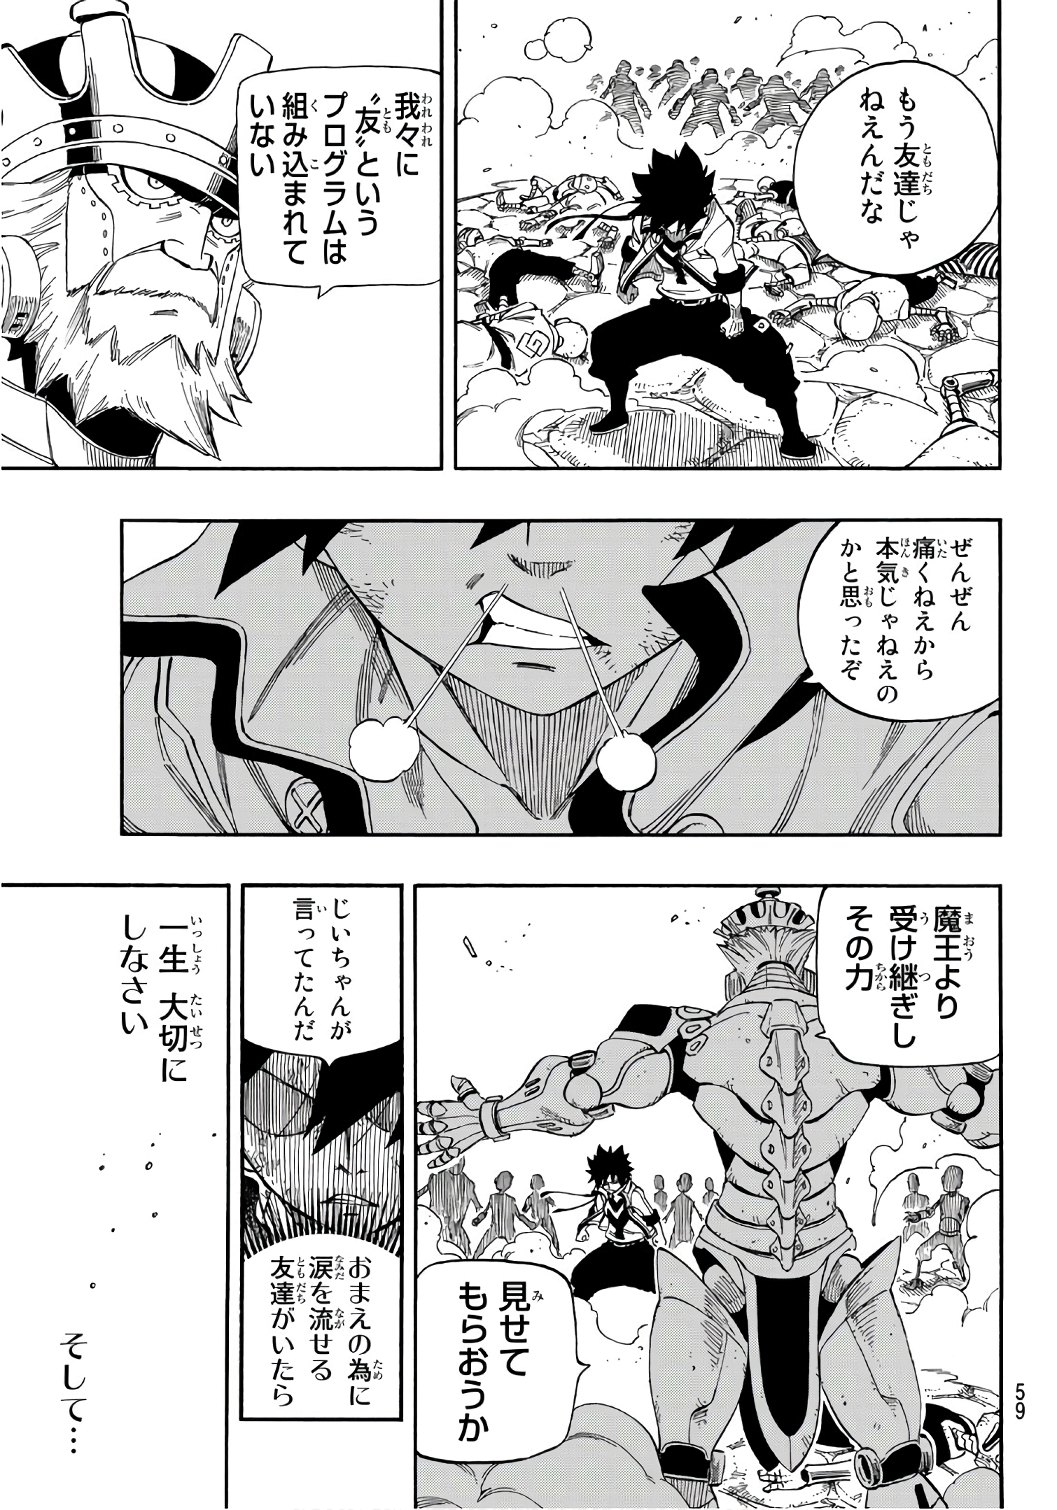 もう友達じゃ
ねえんだな
我々に
〝友〟という
プログラムは
組み込まれて
いない
ぜんぜん
痛くねえから
本気じゃねえの
かと思ったぞ
魔王より
受け継ぎし
その力
見せて
もらおうか
じいちゃんが
言ってたんだ
おまえの為に
涙を流せる
友達がいたら
一生 大切に
しなさい
そして…
59